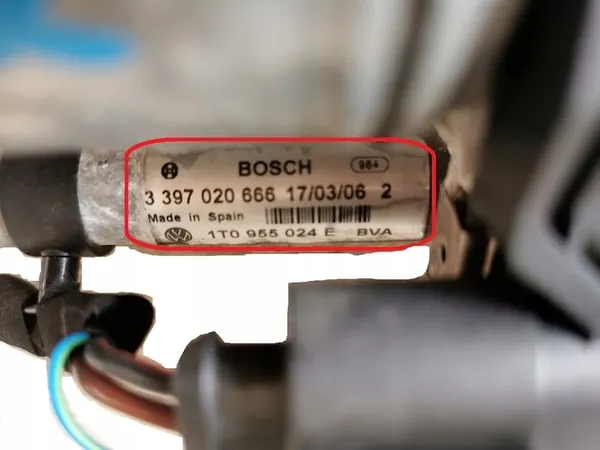 BOSCH 984
3 397 020 666 17/03/06 2
Made in Spain
1T0 955 024 E BVA